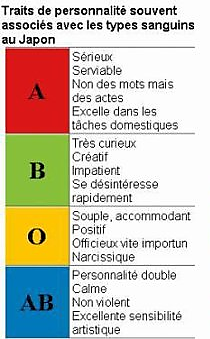 Traits de personnalité souvent
associés avec les types sanguins
au Japon
A
Sérieux
Serviable
Non des mots mais
des actes
Excelle dans les
tâches domestiques
B
Très curieux
Créatif
Impatient
Se désintéresse
rapidement
O
Souple, accommodant
Positif
Officieux vite importun
Narcissique
AB
Personnalité double
Calme
Non violent
Excellente sensibilité
artistique